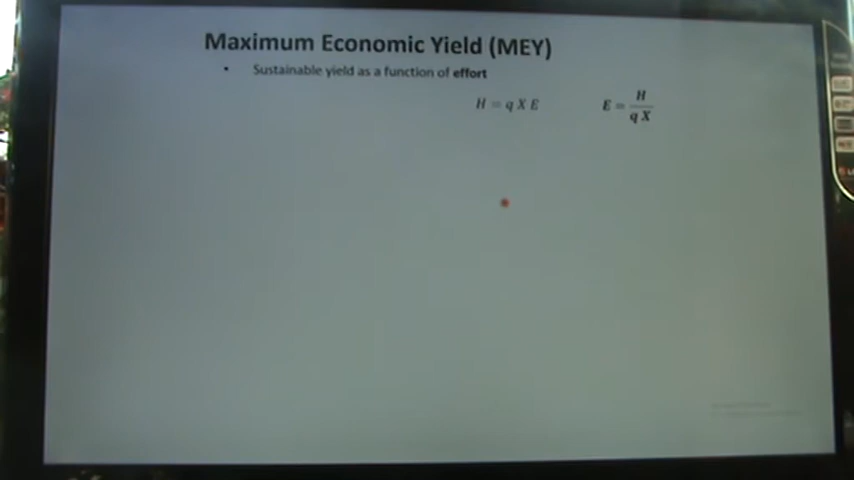 Maximum Economic Yield (MEY)
• Sustainable yield as a function of effort
H = q X E E = H / q X